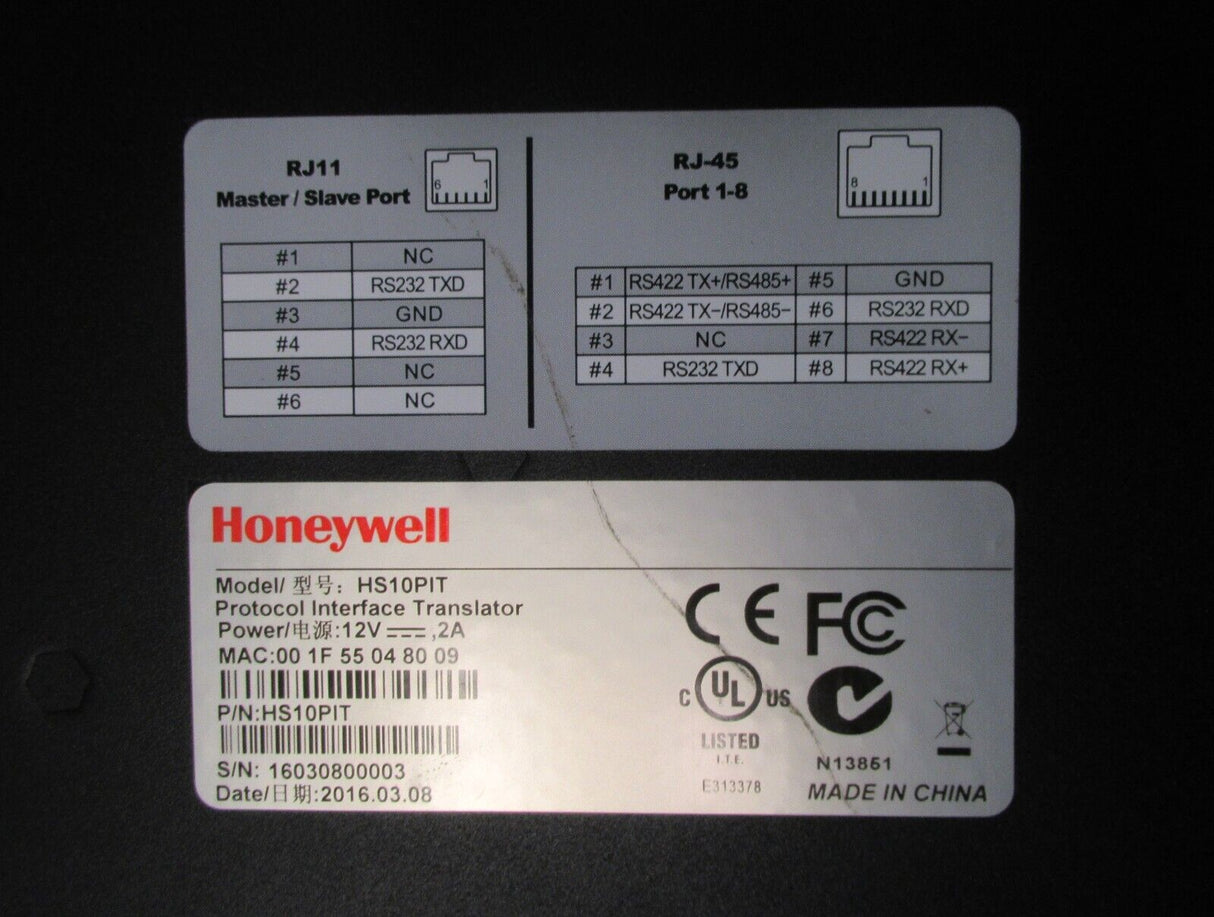 RJ11
Master / Slave Port
6 1
#1 NC
#2 RS232 TXD
#3 GND
#4 RS232 RXD
#5 NC
#6 NC
RJ-45
Port 1-8
8 1
#1 RS422 TX+/RS485+ #5 GND
#2 RS422 TX−/RS485− #6 RS232 RXD
#3 NC #7 RS422 RX−
#4 RS232 TXD #8 RS422 RX+
Honeywell
Model/ 型号: HS10PIT
Protocol Interface Translator
Power/电源:12V ⎓,2A
MAC:00 1F 55 04 80 09
P/N:HS10PIT
S/N: 16030800003
Date/日期:2016.03.08
CE FC
C UL US
LISTED
I.T.E.
E313378
N13851
MADE IN CHINA